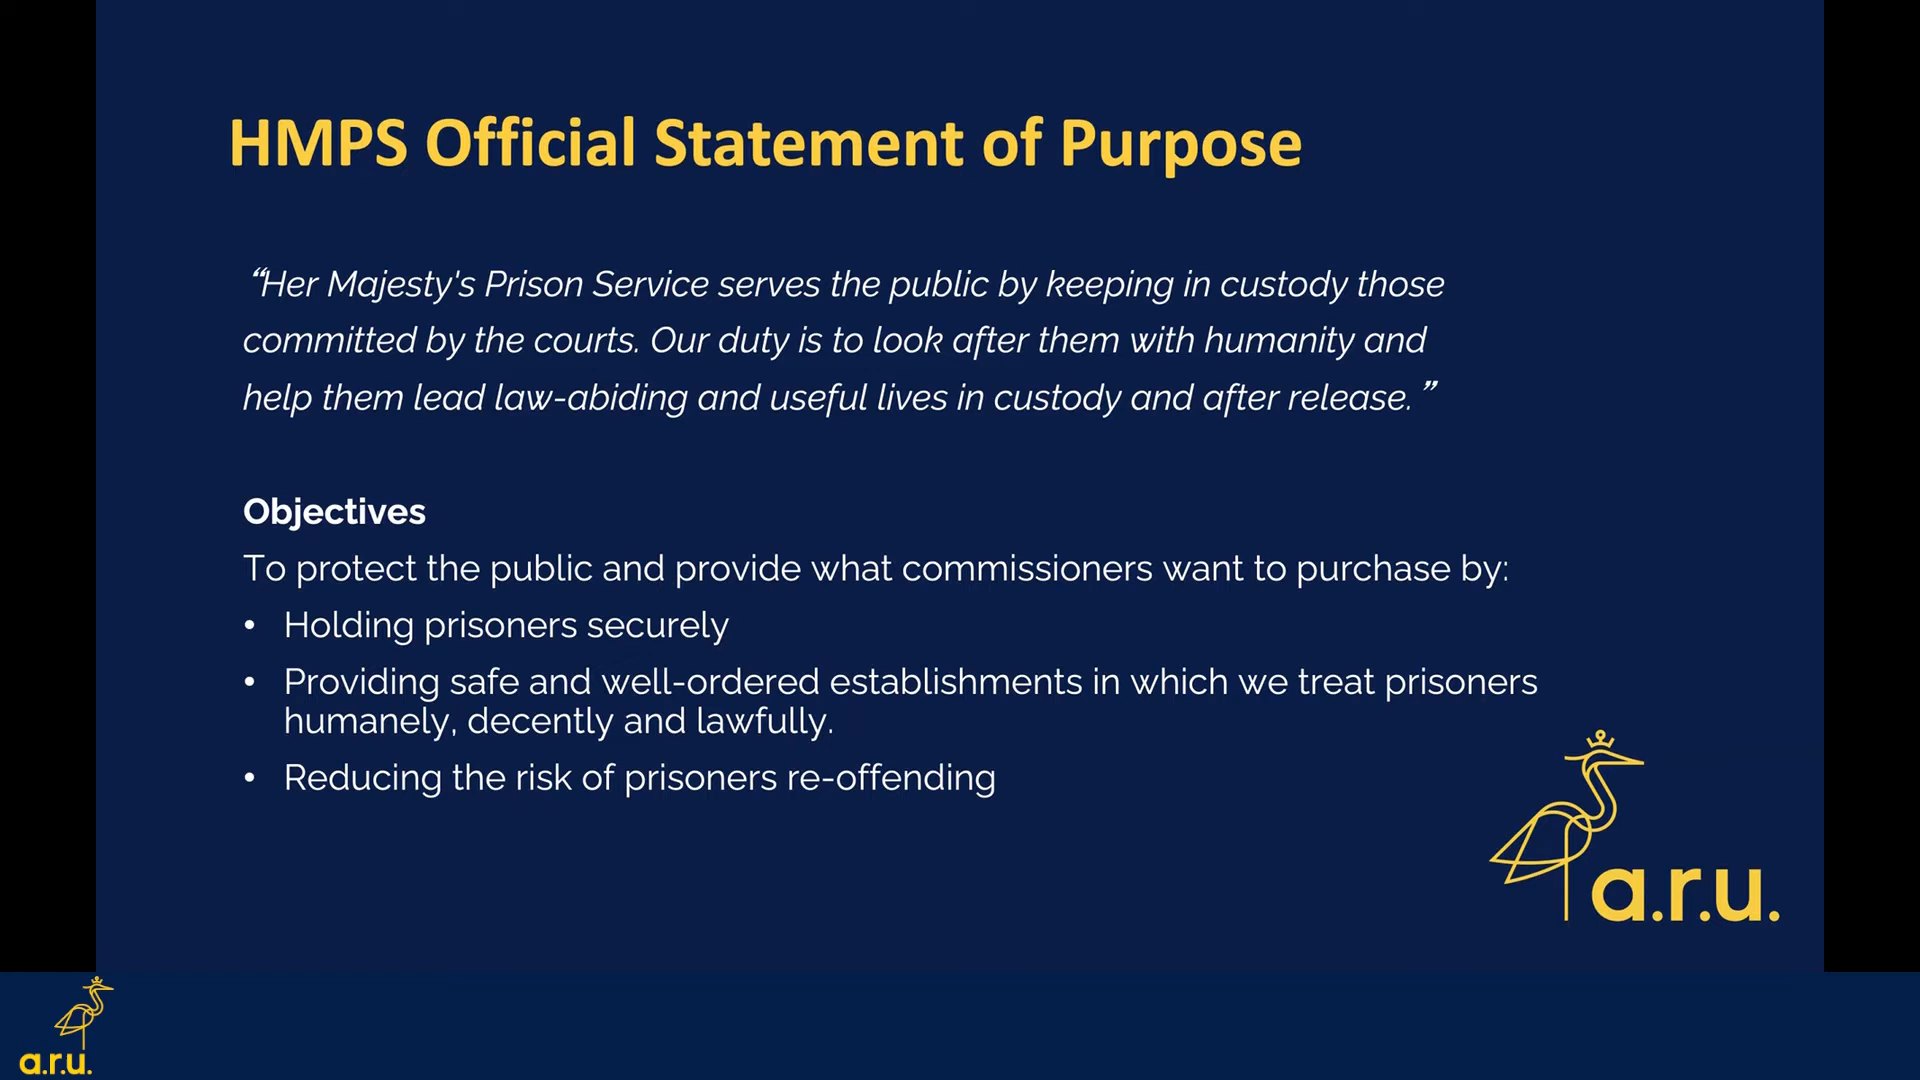 HMPS Official Statement of Purpose
“Her Majesty's Prison Service serves the public by keeping in custody those
committed by the courts. Our duty is to look after them with humanity and
help them lead law-abiding and useful lives in custody and after release.”
Objectives
To protect the public and provide what commissioners want to purchase by:
• Holding prisoners securely
• Providing safe and well-ordered establishments in which we treat prisoners
humanely, decently and lawfully.
• Reducing the risk of prisoners re-offending
a.r.u.
a.r.u.